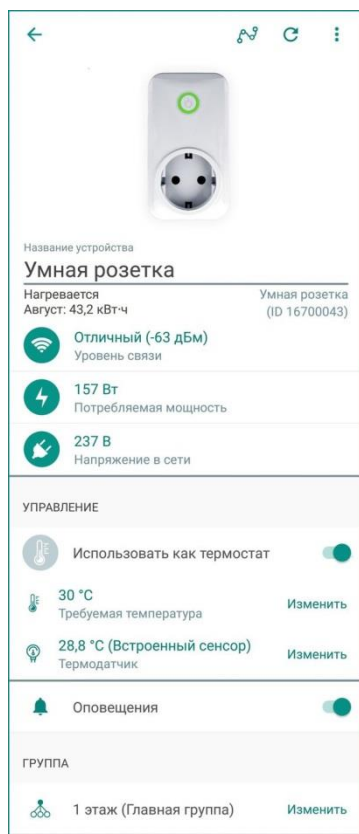 Название устройства
Умная розетка
Нагревается
Умная розетка
Август: 43,2 кВт·ч
(ID 16700043)
Отличный (-63 дБм)
Уровень связи
157 Вт
Потребляемая мощность
237 В
Напряжение в сети
УПРАВЛЕНИЕ
Использовать как термостат
30 °C
Требуемая температура
Изменить
28,8 °C (Встроенный сенсор)
Термодатчик
Изменить
Оповещения
ГРУППА
1 этаж (Главная группа)
Изменить